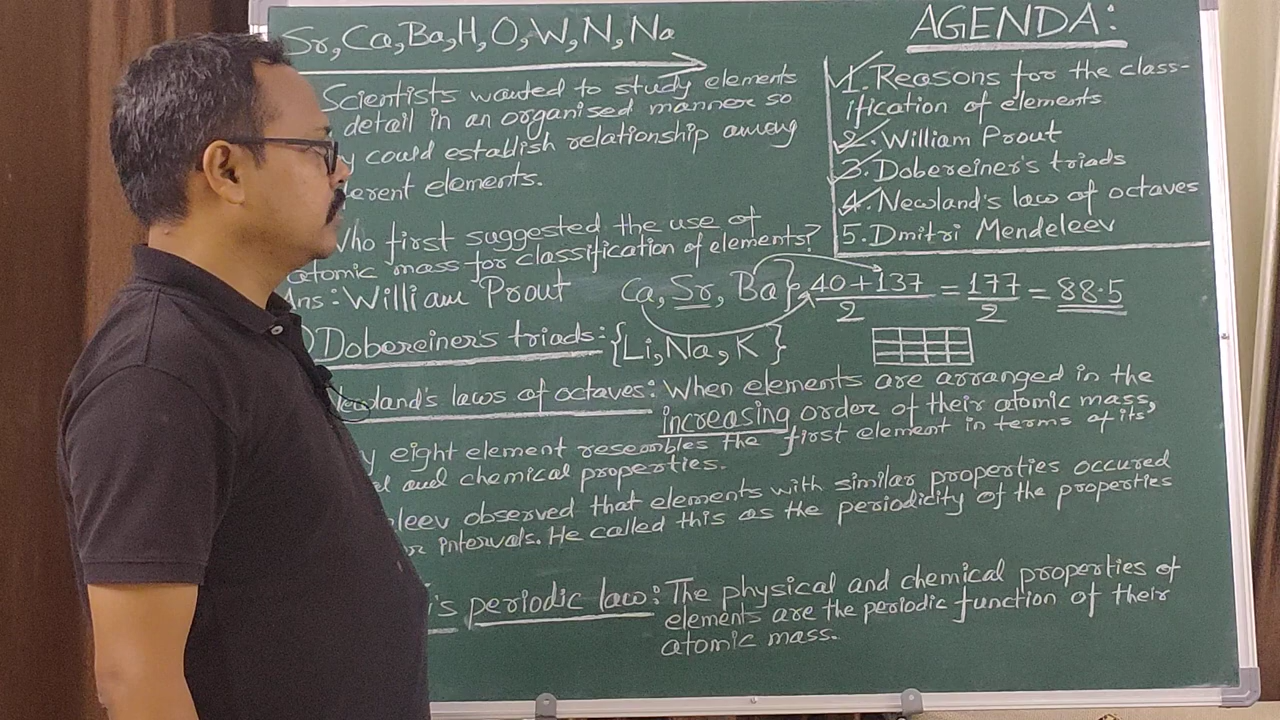 Sr, Ca, Ba, H, O, W, N, Na
Scientists wanted to study elements
detail in an organised manner so
y could establish relationship among
erent elements.
Who first suggested the use of
atomic mass for classification of elements?
Ans: William Prout
Ca, Sr, Ba} 40+137/2 = 177/2 = 88.5
Dobereiner's triads: {Li, Na, K}
ewland's laws of octaves: When elements are arranged in the
increasing order of their atomic mass,
y eight element resembles the first element in terms of its'
al and chemical properties.
leev observed that elements with similar properties occured
r intervals. He called this as the periodicity of the properties
's periodic law: The physical and chemical properties of
elements are the periodic function of their
atomic mass.
AGENDA:
1. Reasons for the class-
ification of elements
2. William Prout
3. Dobereiner's triads
4. Newland's law of octaves
5. Dmitri Mendeleev